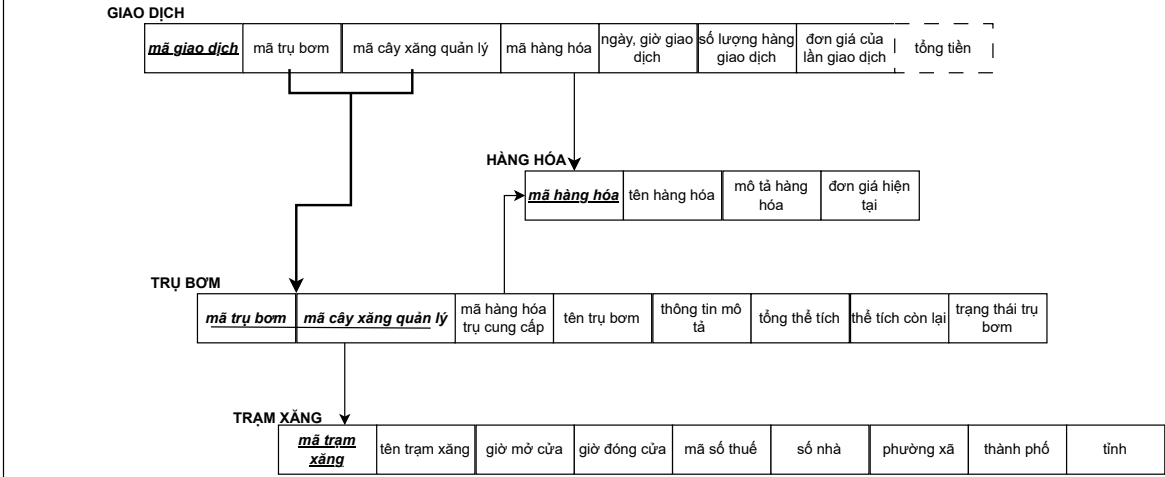 GIAO DỊCH
mã giao dịch mã trụ bơm mã cây xăng quản lý mã hàng hóa ngày, giờ giao dịch số lượng hàng giao dịch đơn giá của lần giao dịch tổng tiền
HÀNG HÓA
mã hàng hóa tên hàng hóa mô tả hàng hóa đơn giá hiện tại
TRỤ BƠM
mã trụ bơm mã cây xăng quản lý mã hàng hóa trụ cung cấp tên trụ bơm thông tin mô tả tổng thể tích thể tích còn lại trạng thái trụ bơm
TRẠM XĂNG
mã trạm xăng tên trạm xăng giờ mở cửa giờ đóng cửa mã số thuế số nhà phường xã thành phố tỉnh